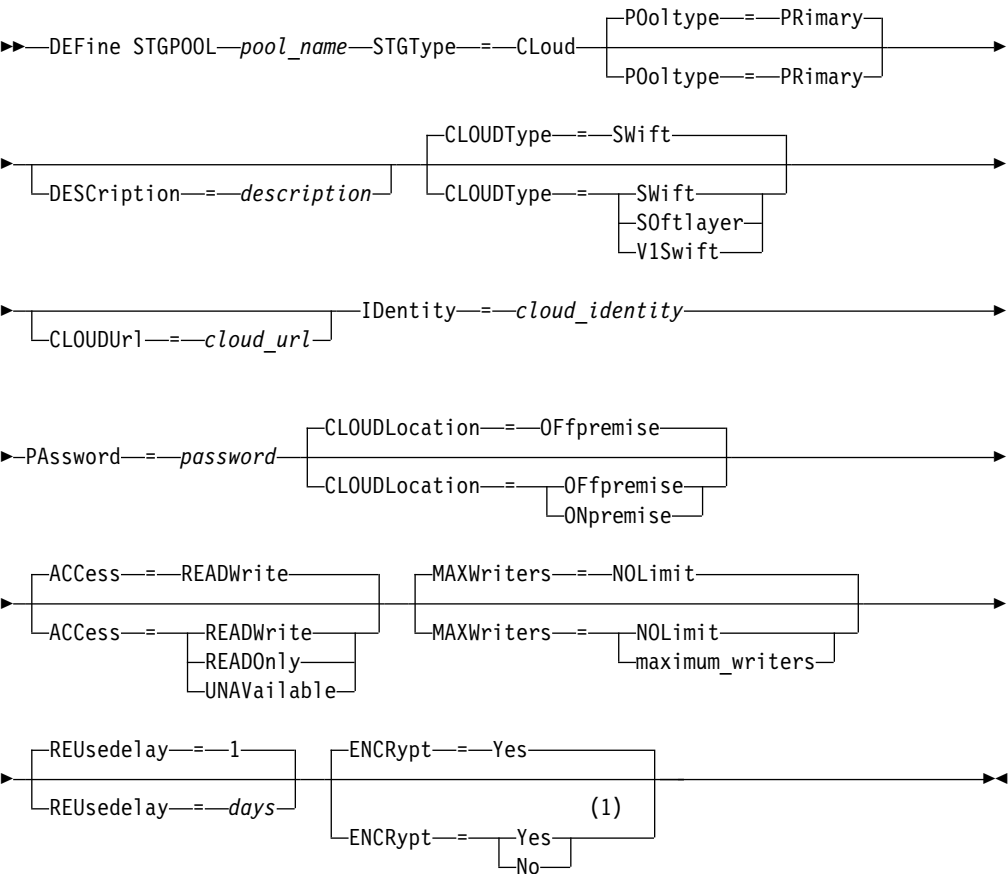 POoltype = PRimary
DEFine STGPOOL pool_name STGType = CLoud
POoltype = PRimary
CLOUDType = SWift
DESCription = description
CLOUDType = SWift
SOftlayer
V1Swift
IDentity = cloud_identity
CLOUDUrl = cloud_url
CLOUDLocation = OFfpremise
PAssword = password
CLOUDLocation = OFfpremise
ONpremise
ACCess = READWrite MAXWriters = NOLimit
ACCess = READWrite MAXWriters = NOLimit
READOnly maximum_writers
UNAVailable
REUsedelay = 1 ENCRypt = Yes
REUsedelay = days (1)
ENCRypt = Yes
No